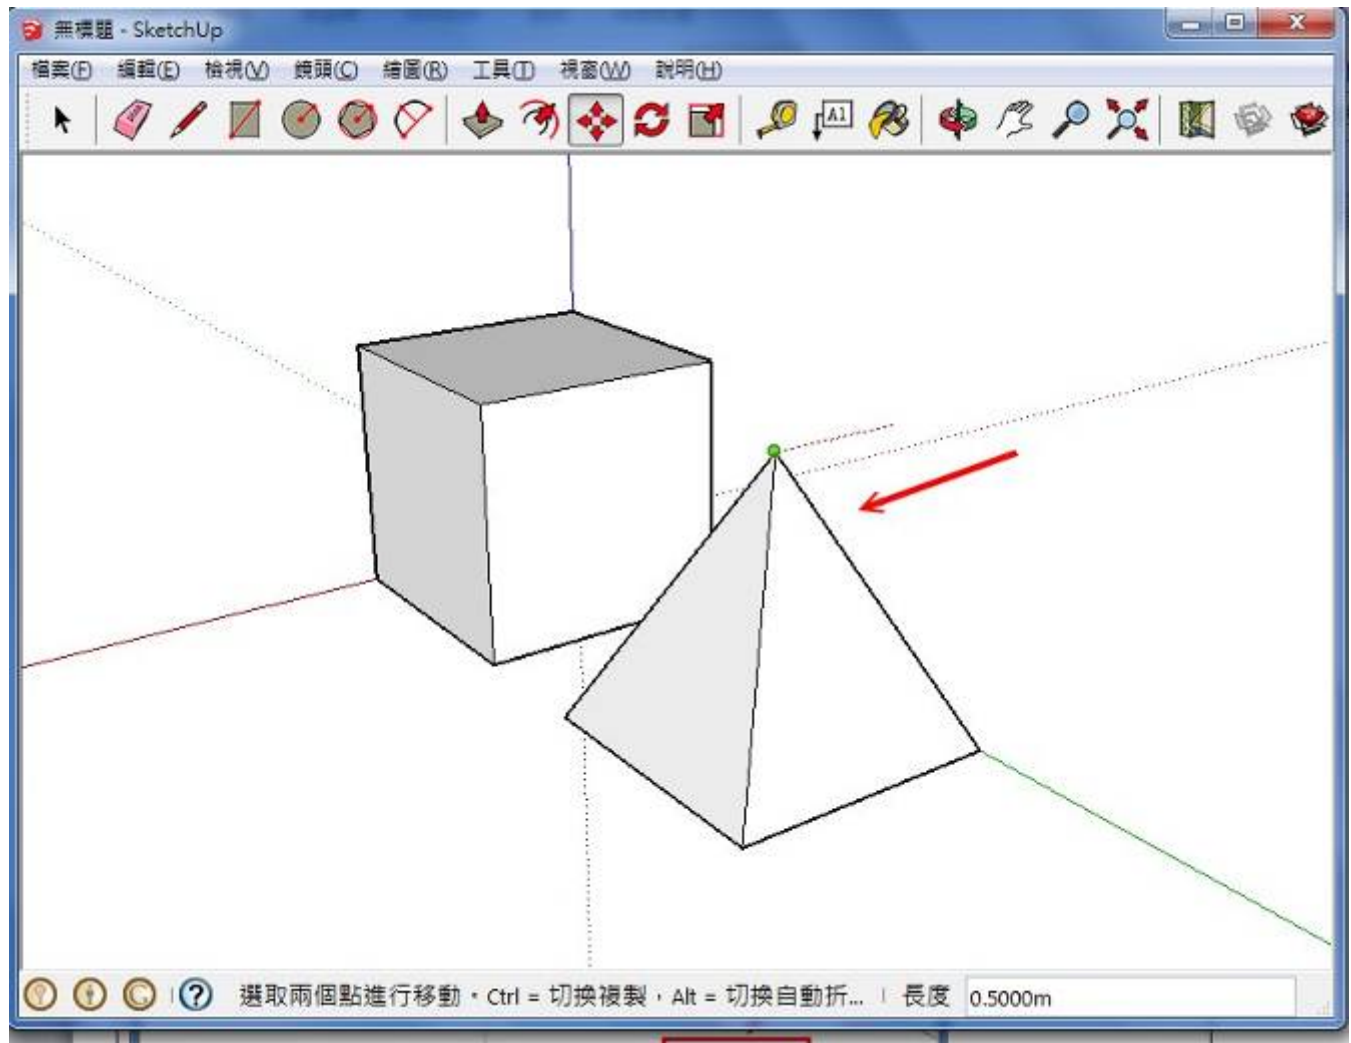 無標題 - SketchUp
檔案(F) 編輯(E) 檢視(V) 鏡頭(C) 繪圖(R) 工具(T) 視窗(W) 說明(H)
A1
選取兩個點進行移動。Ctrl = 切換複製，Alt = 切換自動折... 長度 0.5000m